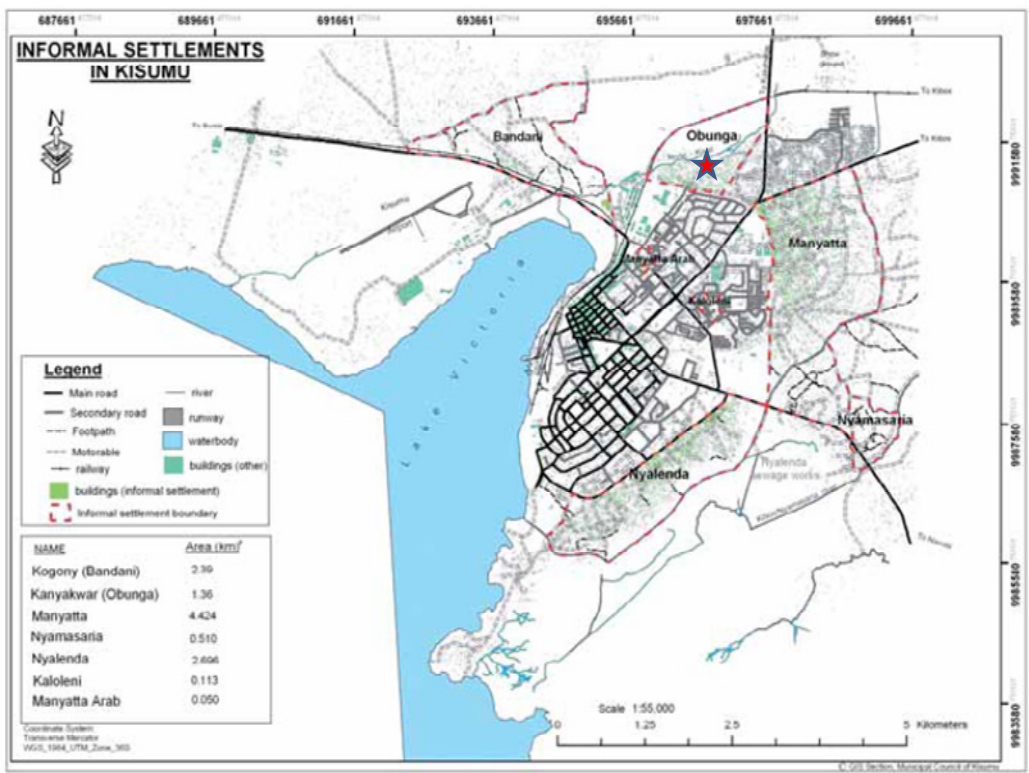 687661
689661
691661
693661
695661
697661
699661
INFORMAL SETTLEMENTS
IN KISUMU
N
To Kibos
To Kibos
Obunga
Bandani
Kisumu
Airport
Manyatta
Manyatta Arab
Kaloleni
Lake Victoria
Nyamasaria
Nyalenda
Nyalenda
sewage works
9991580
9989580
9987580
9985580
9983580
Legend
Main road
Secondary road
Footpath
Motorable
railway
river
runway
waterbody
buildings (other)
buildings (informal settlement)
Informal settlement boundary
NAME Area (km)²
Kogony (Bandani) 2.39
Kanyakwar (Obunga) 1.36
Manyatta 4.424
Nyamasaria 0.510
Nyalenda 2.696
Kaloleni 0.113
Manyatta Arab 0.050
Coordinate System:
Transverse Mercator
WGS_1984_UTM_Zone_36S
Scale 1:55,000
0 1.25 2.5 5 Kilometers
(C) GIS Section, Municipal Council of Kisumu